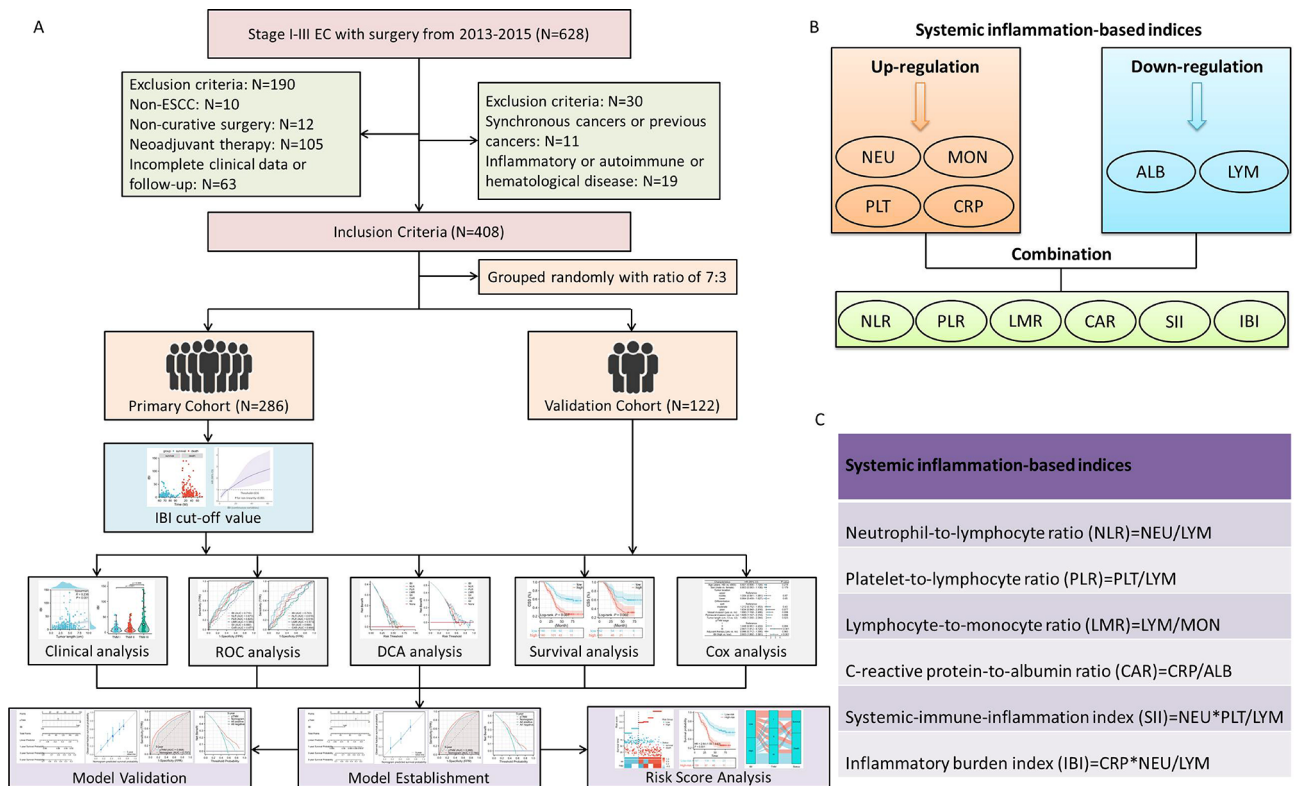 A
Stage I-III EC with surgery from 2013-2015 (N=628)
Exclusion criteria: N=190
Non-ESCC: N=10
Non-curative surgery: N=12
Neoadjuvant therapy: N=105
Incomplete clinical data or
follow-up: N=63
Exclusion criteria: N=30
Synchronous cancers or previous
cancers: N=11
Inflammatory or autoimmune or
hematological disease: N=19
Inclusion Criteria (N=408)
Grouped randomly with ratio of 7:3
Primary Cohort (N=286)
Validation Cohort (N=122)
IBI cut-off value
Clinical analysis
ROC analysis
DCA analysis
Survival analysis
Cox analysis
Model Validation
Model Establishment
Risk Score Analysis
B
Systemic inflammation-based indices
Up-regulation
NEU
MON
PLT
CRP
Down-regulation
ALB
LYM
Combination
NLR
PLR
LMR
CAR
SII
IBI
C
Systemic inflammation-based indices
Neutrophil-to-lymphocyte ratio (NLR)=NEU/LYM
Platelet-to-lymphocyte ratio (PLR)=PLT/LYM
Lymphocyte-to-monocyte ratio (LMR)=LYM/MON
C-reactive protein-to-albumin ratio (CAR)=CRP/ALB
Systemic-immune-inflammation index (SII)=NEU*PLT/LYM
Inflammatory burden index (IBI)=CRP*NEU/LYM